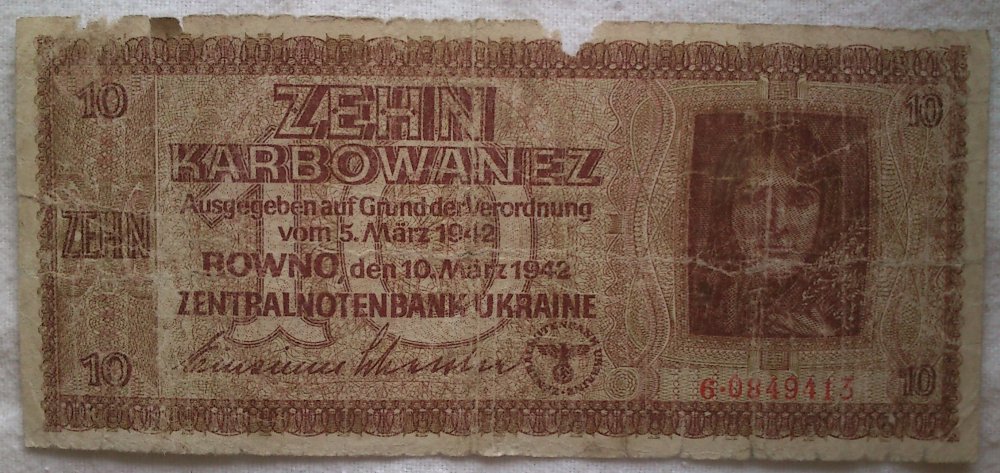 10
10
ZEHN
KARBOWANEZ
Ausgegeben auf Grund der Verordnung
vom 5. März 1942
ZEHN
10
ROWNO, den 10. März 1942
ZENTRALNOTENBANK UKRAINE
10
6·0849413
10